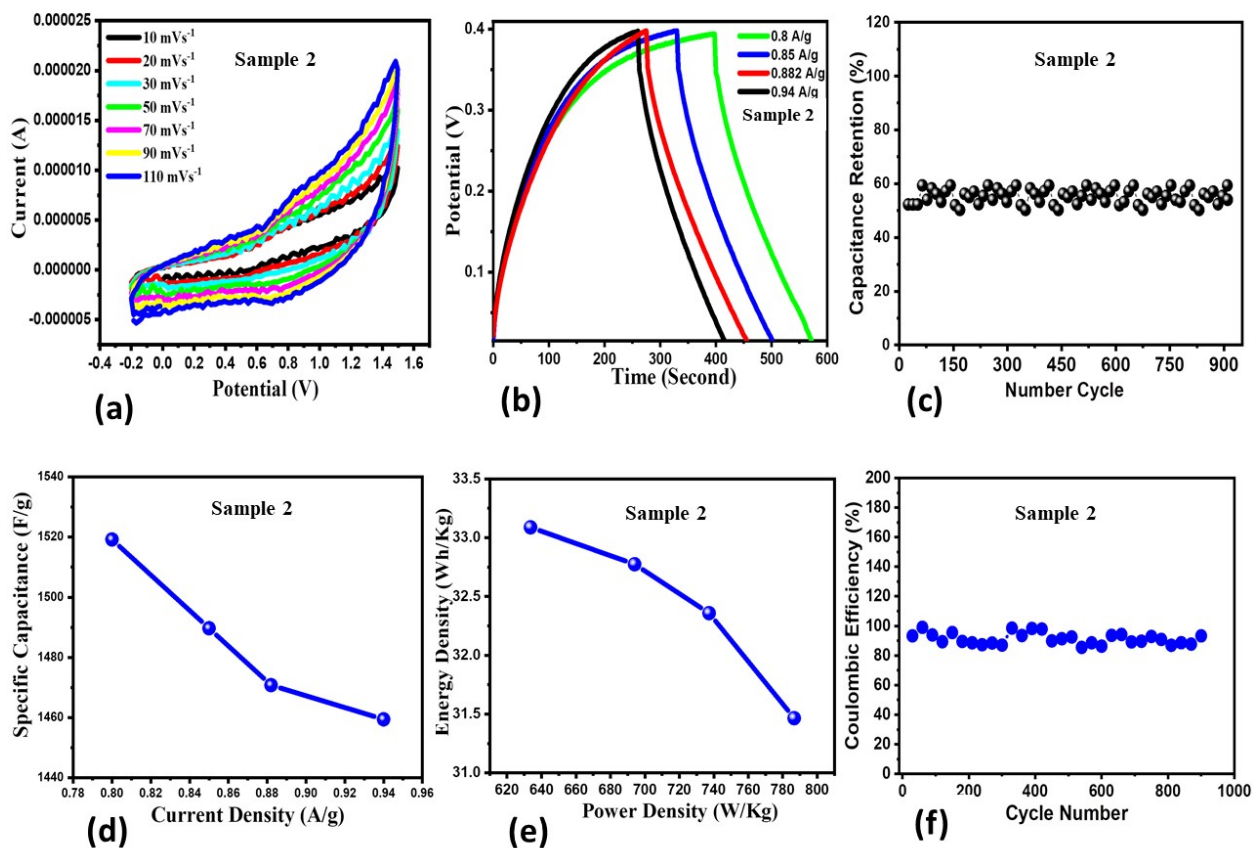 0.000025
0.000020
0.000015
0.000010
0.000005
0.000000
-0.000005
Current (A)
10 mVs-1
20 mVs-1
30 mVs-1
50 mVs-1
70 mVs-1
90 mVs-1
110 mVs-1
Sample 2
-0.4 -0.2 0.0 0.2 0.4 0.6 0.8 1.0 1.2 1.4 1.6
Potential (V)
(a)
0.4
0.3
0.2
0.1
Potential (V)
0.8 A/g
0.85 A/g
0.882 A/g
0.94 A/g
Sample 2
0 100 200 300 400 500 600
Time (Second)
(b)
120
100
80
60
40
20
0
Capacitance Retention (%)
Sample 2
0 150 300 450 600 750 900
Number Cycle
(c)
1540
1520
1500
1480
1460
1440
Specific Capacitance (F/g)
Sample 2
0.78 0.80 0.82 0.84 0.86 0.88 0.90 0.92 0.94 0.96
Current Density (A/g)
(d)
33.5
33.0
32.5
32.0
31.5
31.0
Energy Density (Wh/Kg)
Sample 2
620 640 660 680 700 720 740 760 780 800
Power Density (W/Kg)
(e)
200
180
160
140
120
100
80
60
40
20
0
Coulombic Efficiency (%)
Sample 2
0 200 400 600 800 1000
Cycle Number
(f)